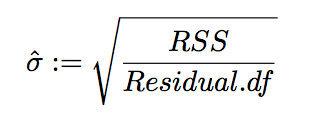 σ̂ := √(RSS / Residual.df)